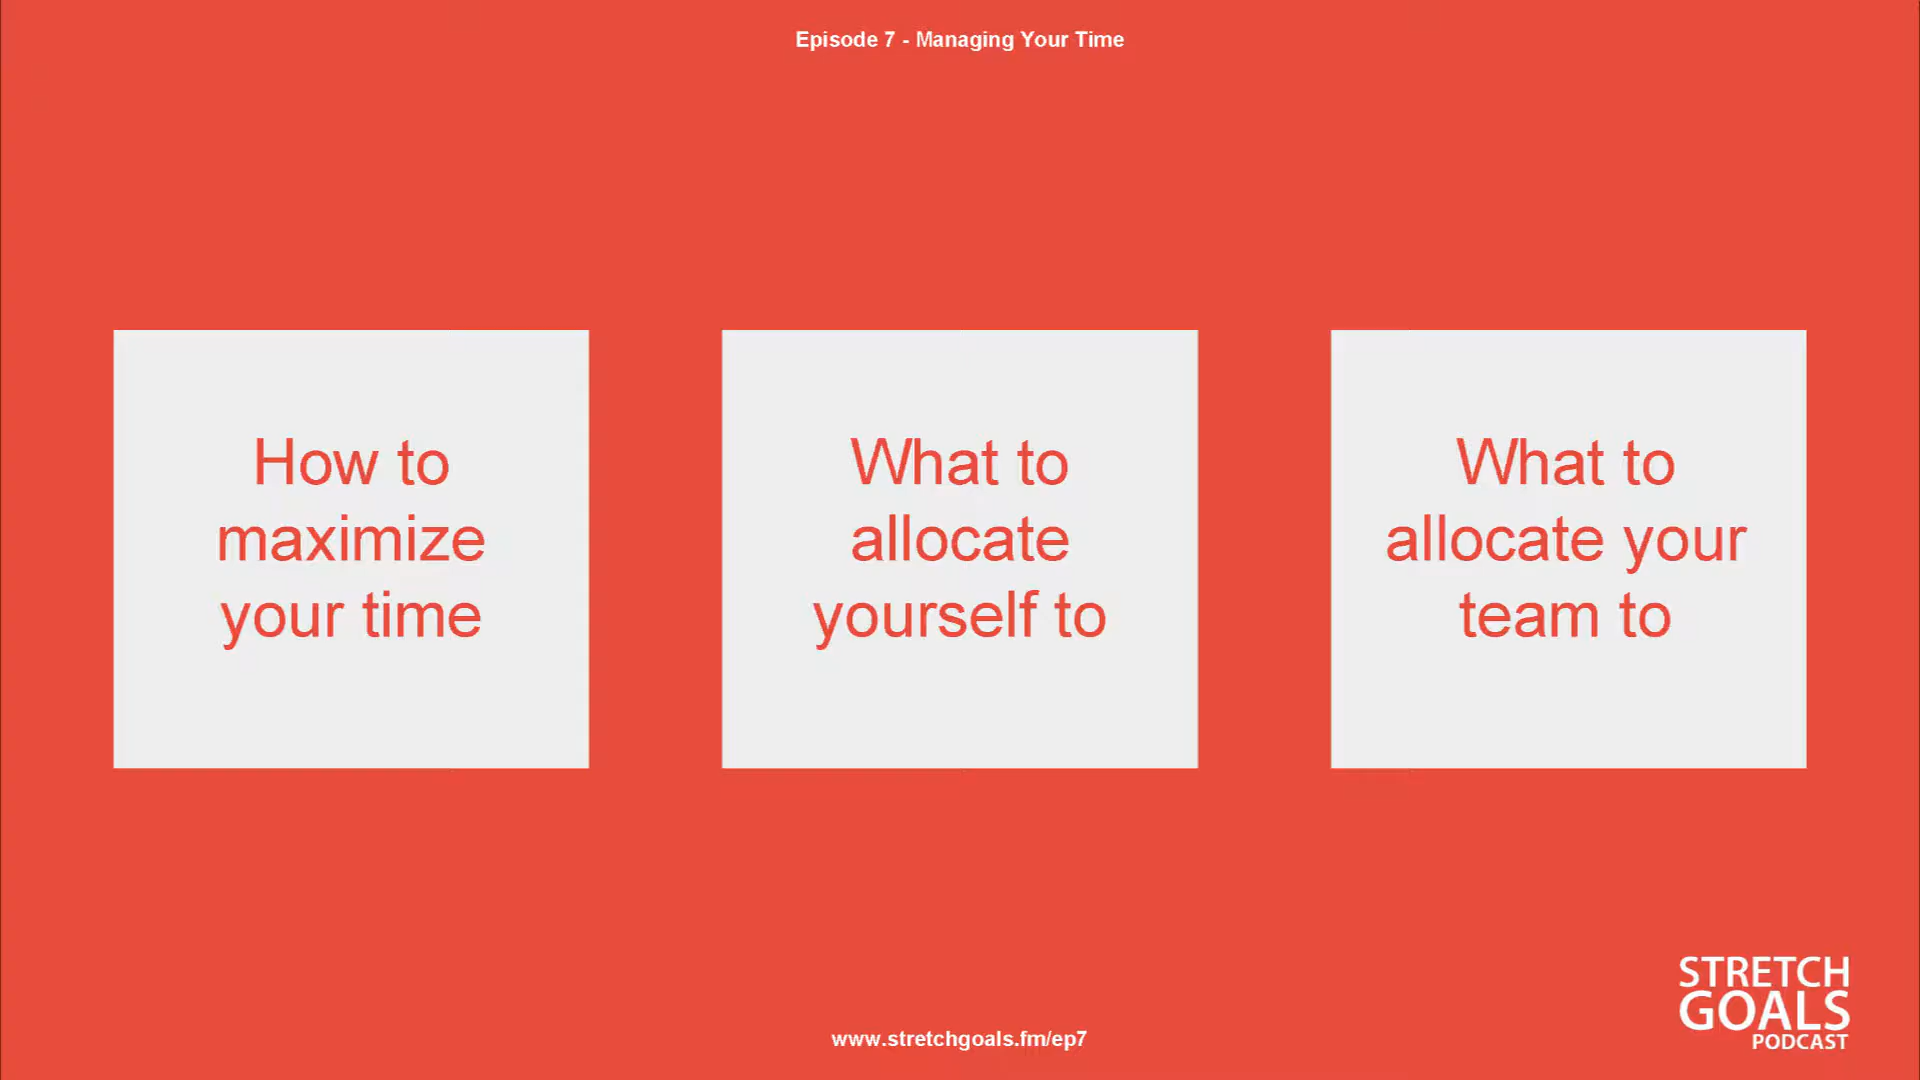 Episode 7 - Managing Your Time
How to
maximize
your time
What to
allocate
yourself to
What to
allocate your
team to
STRETCH
GOALS
PODCAST
www.stretchgoals.fm/ep7